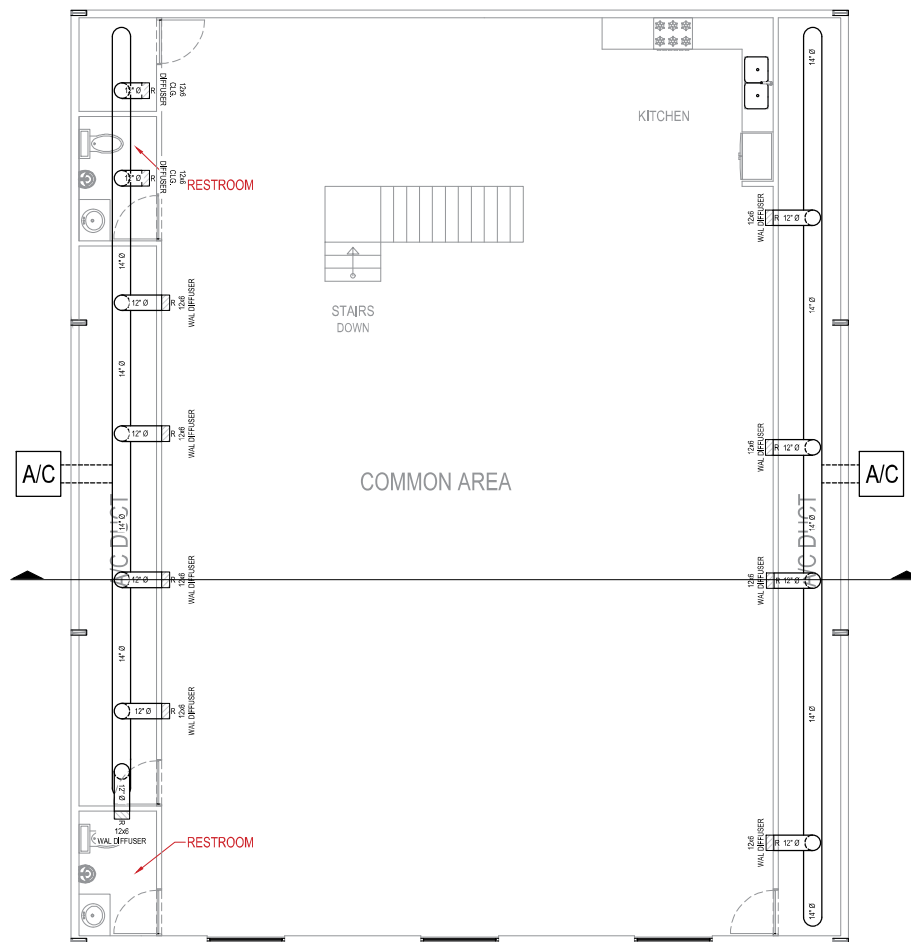 14" Ø
12" Ø
R
12x6
CLG.
DIFFUSER
KITCHEN
12" Ø
R
12x6
CLG.
DIFFUSER
RESTROOM
12x6
WAL DIFFUSER
R
12" Ø
14" Ø
12" Ø
R
12x6
WAL DIFFUSER
14" Ø
STAIRS
DOWN
14" Ø
12" Ø
R
12x6
WAL DIFFUSER
12x6
WAL DIFFUSER
R
12" Ø
A/C
COMMON AREA
A/C
14" Ø
A/C DUCT
14" Ø
A/C DUCT
12" Ø
R
12x6
WAL DIFFUSER
12x6
WAL DIFFUSER
R
12" Ø
14" Ø
12" Ø
R
12x6
WAL DIFFUSER
14" Ø
12" Ø
R
12x6
WAL DIFFUSER
RESTROOM
12x6
WAL DIFFUSER
R
12" Ø
14" Ø